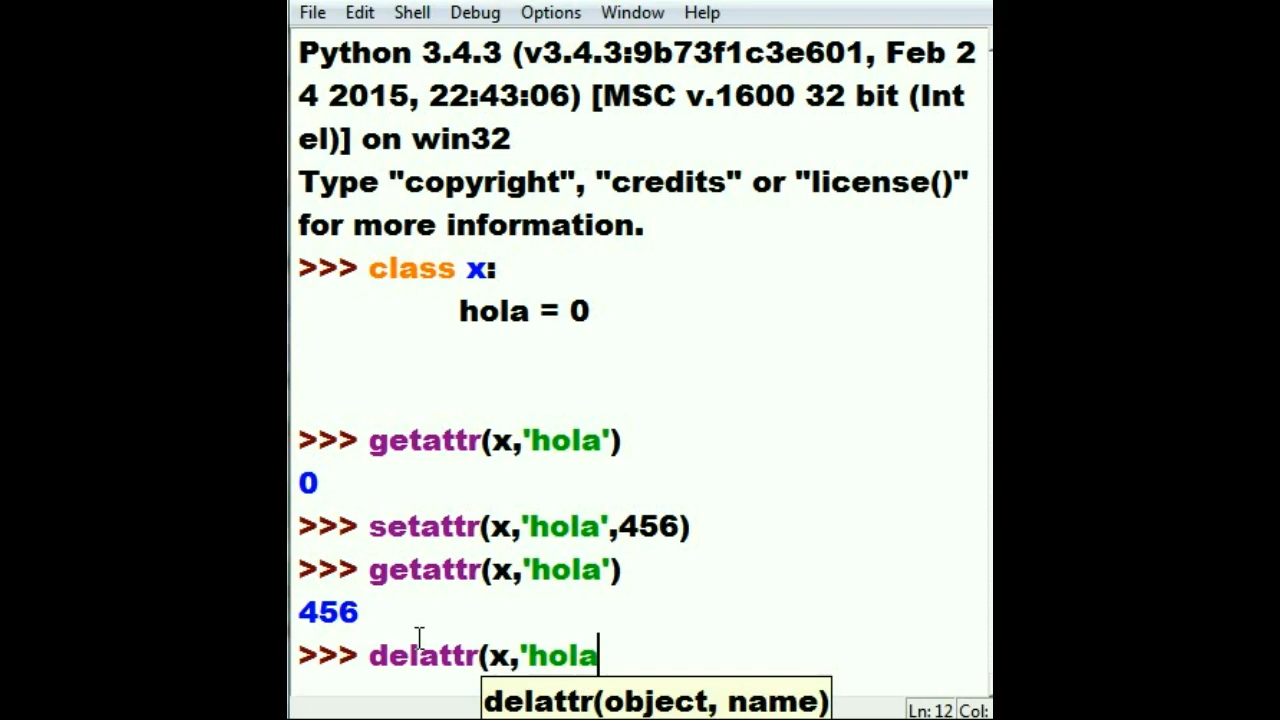 File Edit Shell Debug Options Window Help
Python 3.4.3 (v3.4.3:9b73f1c3e601, Feb 2
4 2015, 22:43:06) [MSC v.1600 32 bit (Int
el)] on win32
Type "copyright", "credits" or "license()"
for more information.
>>> class x:
hola = 0
>>> getattr(x,'hola')
0
>>> setattr(x,'hola',456)
>>> getattr(x,'hola')
456
>>> delattr(x,'hola
delattr(object, name)
Ln: 12 Col: